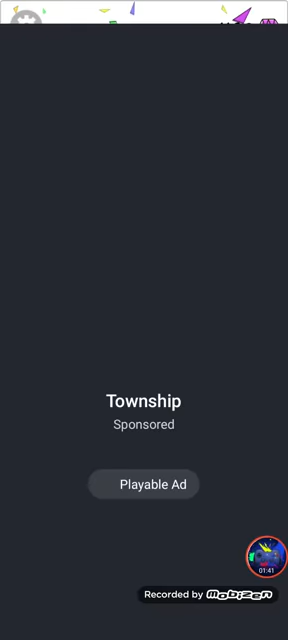 Township
Sponsored
Playable Ad
01:41
Recorded by MOBIZEN